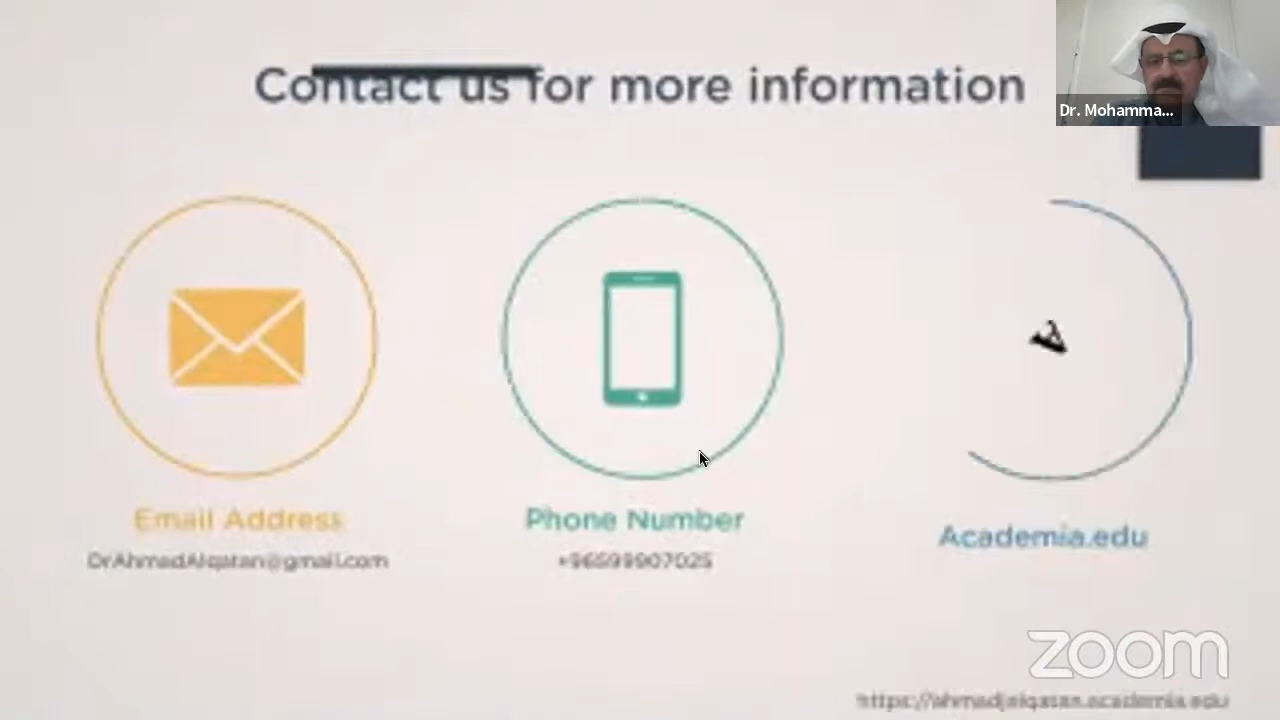 Contact us for more information
Dr. Mohamma...
Email Address
Phone Number
Academia.edu
DrAhmadAlqatan@gmail.com
+96599907025
zoom
https://ahmadjalqatan.academia.edu